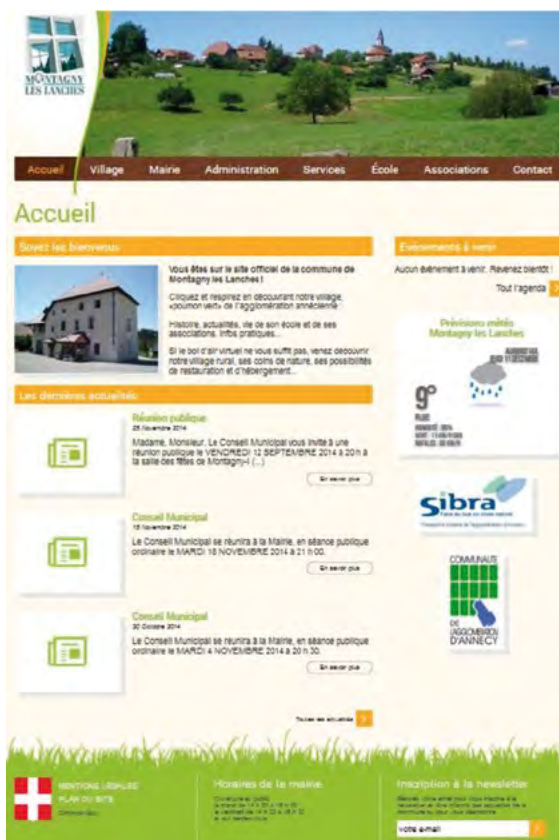 MONTAGNY
LES LANCHES
Accueil Village Mairie Administration Services École Associations Contact
Accueil
Soyez les bienvenus
Vous êtes sur le site officiel de la commune de
Montagny les Lanches !
Cliquez et respirez en découvrant notre village,
«poumon vert» de l'agglomération annécienne
Histoire, actualités, vie de son école et de ses
associations, infos pratiques...
Si le bol d'air virtuel ne vous suffit pas, venez découvrir
notre village rural, ses coins de nature, ses possibilités
de restauration et d'hébergement...
Evénements à venir
Aucun évènement à venir. Revenez bientôt !
Tout l'agenda
Prévisions météo
Montagny les Lanches
AUJOURD'HUI
JEUDI 11 DÉCEMBRE
9°
PLUIE
Les dernières actualités
Réunion publique
25 Novembre 2014
Madame, Monsieur, Le Conseil Municipal vous invite à une
réunion publique le VENDREDI 12 SEPTEMBRE 2014 à 20h à
la salle des fêtes de Montagny-l (...)
En savoir plus
Conseil Municipal
Le Conseil Municipal se réunira à la Mairie, en séance publique
ordinaire le MARDI 18 NOVEMBRE 2014 à 21 h 00.
En savoir plus
Conseil Municipal
30 Octobre 2014
Le Conseil Municipal se réunira à la Mairie, en séance publique
ordinaire le MARDI 4 NOVEMBRE 2014 à 20 h 30.
En savoir plus
Toutes les actualités
Sibra
COMMUNAUTÉ
DE
L'AGGLOMÉRATION
D'ANNECY
MENTIONS LÉGALES
PLAN DU SITE
Horaires de la mairie
Inscription à la newsletter
votre e-mail